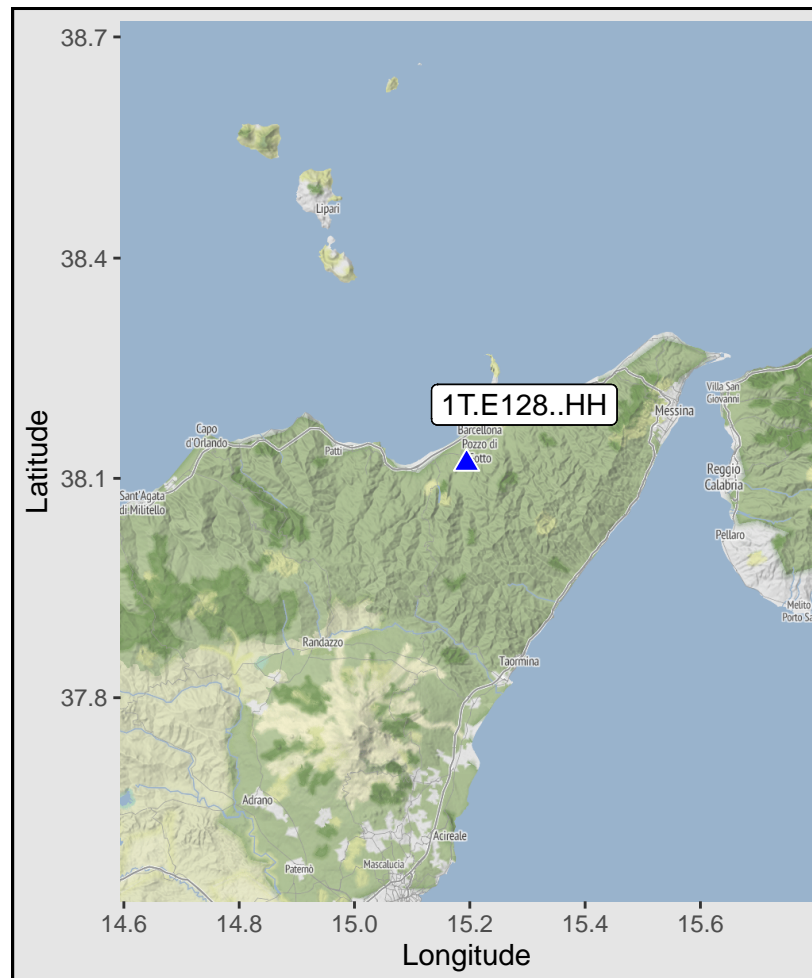 38.7
Lipari
38.4
Villa San
Giovanni
1T.E128..HH
Messina
Capo
d'Orlando
Barcellona
Pozzo di
Patti
38.1
Reggio
Calabria
Sant'Agata
di Militello
Pellaro
Melito
Randazzo
Taormina
37.8
Adrano
Acireale
Paternò
Mascalucia
14.6
14.8
15.0
15.2
15.4
15.6
Longitude
Latitude